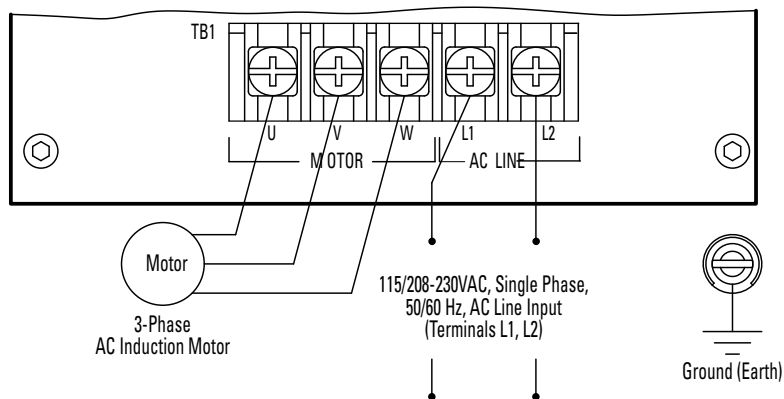 TB1
U V W L1 L2
MOTOR AC LINE
Motor
3-Phase
AC Induction Motor
115/208-230VAC, Single Phase,
50/60 Hz, AC Line Input
(Terminals L1, L2)
Ground (Earth)